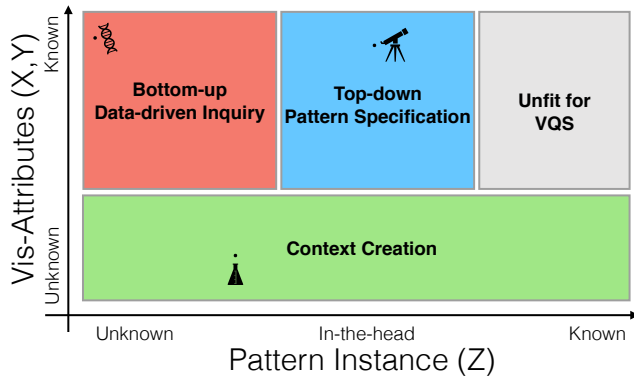 Vis-Attributes (X,Y)
Known
Unknown
Bottom-up
Data-driven Inquiry
Top-down
Pattern Specification
Unfit for
VQS
Context Creation
Unknown
In-the-head
Known
Pattern Instance (Z)